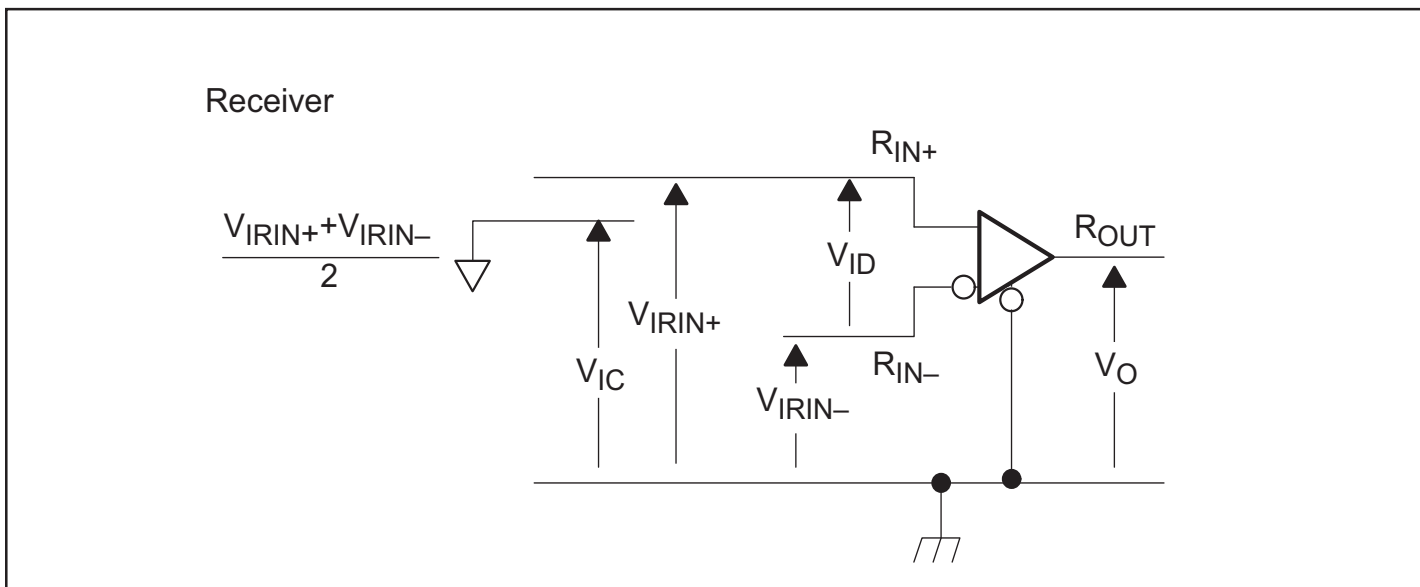 Receiver
RIN+
VIRIN++VIRIN–
2
VID
ROUT
VIRIN+
VIC
RIN–
VIRIN–
VO